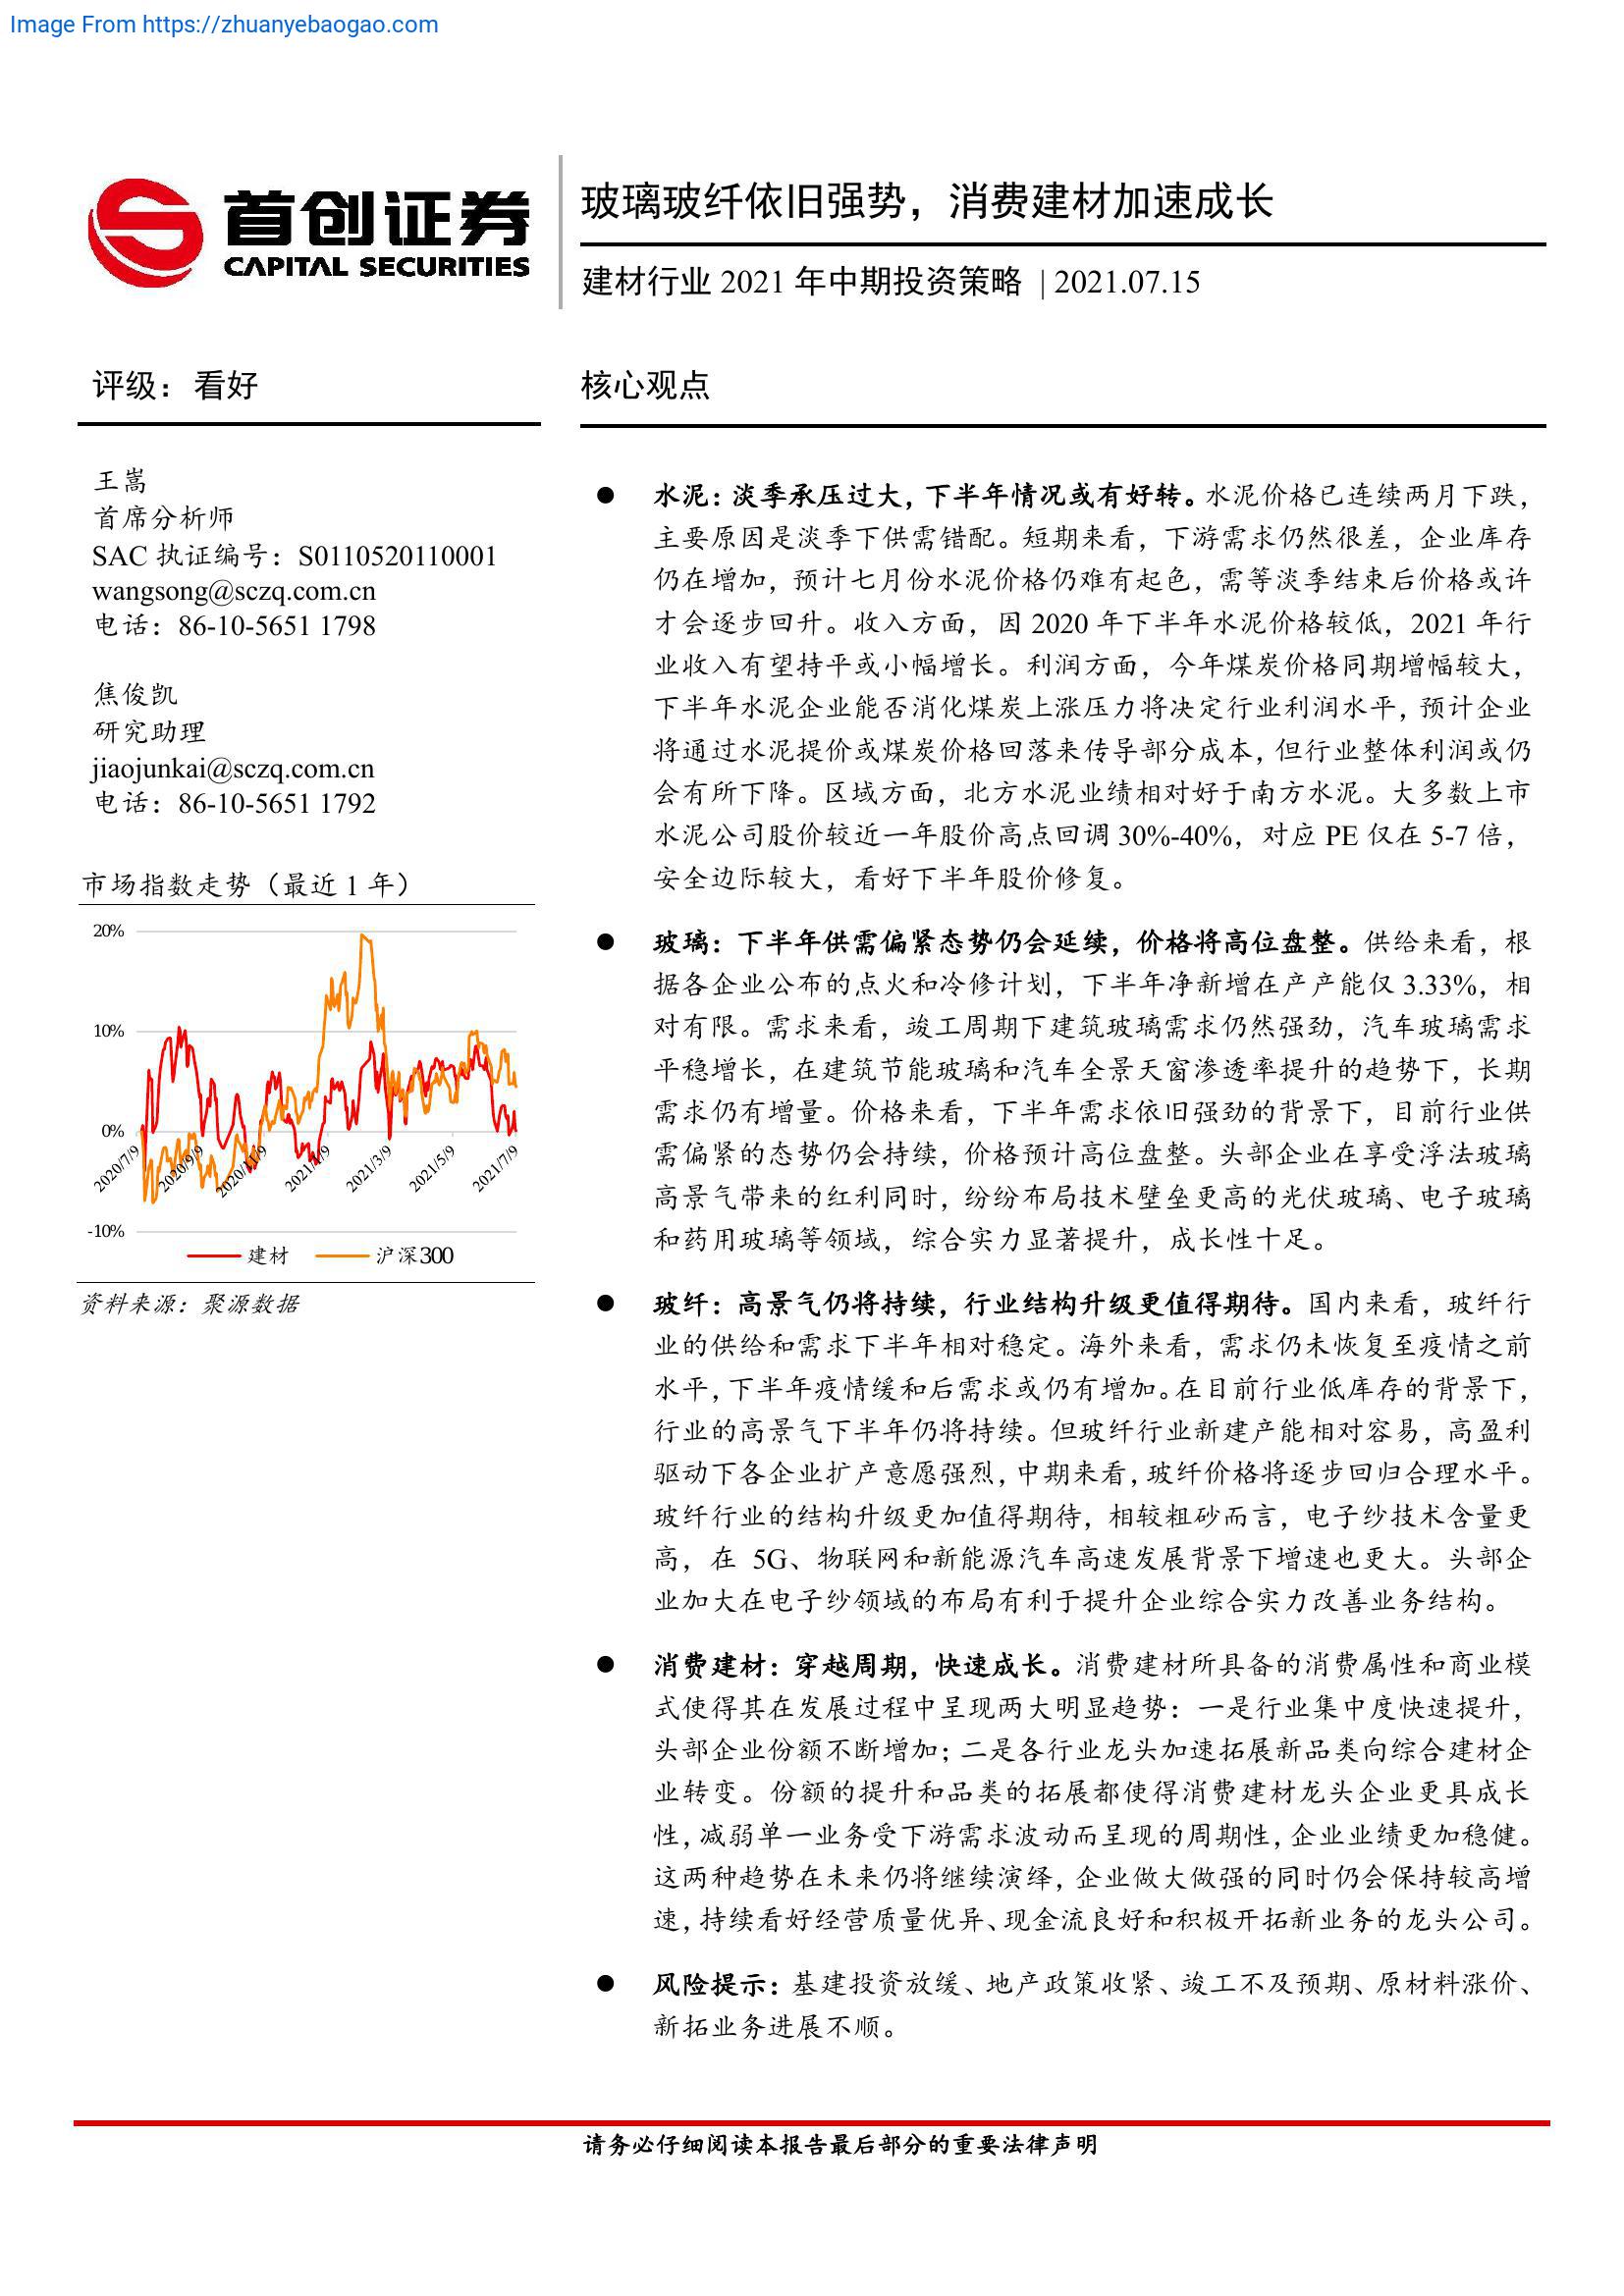 Image From https://zhuanyebaogao.com
首创证券
CAPITAL SECURITIES
玻璃玻纤依旧强势，消费建材加速成长
建材行业 2021 年中期投资策略 | 2021.07.15
评级：看好
王嵩
首席分析师
SAC 执证编号：S0110520110001
wangsong@sczq.com.cn
电话：86-10-5651 1798
焦俊凯
研究助理
jiaojunkai@sczq.com.cn
电话：86-10-5651 1792
市场指数走势（最近 1 年）
20%
10%
0%
-10%
2020/7/9
2020/9/9
2020/11/9
2021/1/9
2021/3/9
2021/5/9
2021/7/9
建材
沪深300
资料来源：聚源数据
核心观点
● 水泥：淡季承压过大，下半年情况或有好转。水泥价格已连续两月下跌，
主要原因是淡季下供需错配。短期来看，下游需求仍然很差，企业库存
仍在增加，预计七月份水泥价格仍难有起色，需等淡季结束后价格或许
才会逐步回升。收入方面，因 2020 年下半年水泥价格较低，2021 年行
业收入有望持平或小幅增长。利润方面，今年煤炭价格同期增幅较大，
下半年水泥企业能否消化煤炭上涨压力将决定行业利润水平，预计企业
将通过水泥提价或煤炭价格回落来传导部分成本，但行业整体利润或仍
会有所下降。区域方面，北方水泥业绩相对好于南方水泥。大多数上市
水泥公司股价较近一年股价高点回调 30%-40%，对应 PE 仅在 5-7 倍，
安全边际较大，看好下半年股价修复。
● 玻璃：下半年供需偏紧态势仍会延续，价格将高位盘整。供给来看，根
据各企业公布的点火和冷修计划，下半年净新增在产产能仅 3.33%，相
对有限。需求来看，竣工周期下建筑玻璃需求仍然强劲，汽车玻璃需求
平稳增长，在建筑节能玻璃和汽车全景天窗渗透率提升的趋势下，长期
需求仍有增量。价格来看，下半年需求依旧强劲的背景下，目前行业供
需偏紧的态势仍会持续，价格预计高位盘整。头部企业在享受浮法玻璃
高景气带来的红利同时，纷纷布局技术壁垒更高的光伏玻璃、电子玻璃
和药用玻璃等领域，综合实力显著提升，成长性十足。
● 玻纤：高景气仍将持续，行业结构升级更值得期待。国内来看，玻纤行
业的供给和需求下半年相对稳定。海外来看，需求仍未恢复至疫情之前
水平，下半年疫情缓和后需求或仍有增加。在目前行业低库存的背景下，
行业的高景气下半年仍将持续。但玻纤行业新建产能相对容易，高盈利
驱动下各企业扩产意愿强烈，中期来看，玻纤价格将逐步回归合理水平。
玻纤行业的结构升级更加值得期待，相较粗砂而言，电子纱技术含量更
高，在 5G、物联网和新能源汽车高速发展背景下增速也更大。头部企
业加大在电子纱领域的布局有利于提升企业综合实力改善业务结构。
● 消费建材：穿越周期，快速成长。消费建材所具备的消费属性和商业模
式使得其在发展过程中呈现两大明显趋势：一是行业集中度快速提升，
头部企业份额不断增加；二是各行业龙头加速拓展新品类向综合建材企
业转变。份额的提升和品类的拓展都使得消费建材龙头企业更具成长
性，减弱单一业务受下游需求波动而呈现的周期性，企业业绩更加稳健。
这两种趋势在未来仍将继续演绎，企业做大做强的同时仍会保持较高增
速，持续看好经营质量优异、现金流良好和积极开拓新业务的龙头公司。
● 风险提示：基建投资放缓、地产政策收紧、竣工不及预期、原材料涨价、
新拓业务进展不顺。
请务必仔细阅读本报告最后部分的重要法律声明